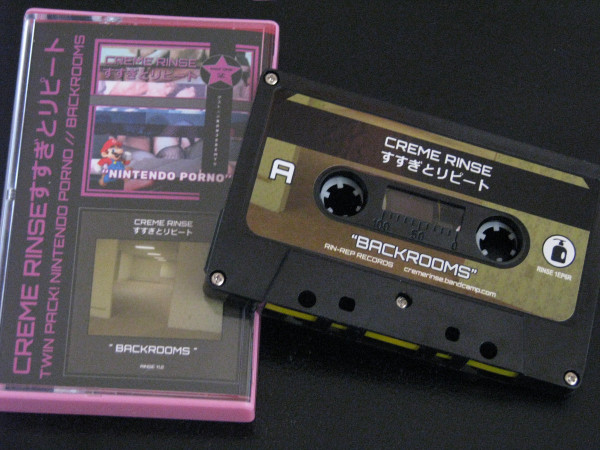 CREME RINSEすすぎとリピート
TWIN PACK! NINTENDO PORNO // BACKROOMS
CREME RINSE
すすぎとリピート
"NINTENDO PORNO"
CREME RINSE
すすぎとリピート
" BACKROOMS "
CREME RINSE
すすぎとリピート
A
100 50 0
"BACKROOMS"
RIN-REP RECORDS cremerinse.bandcamp.com